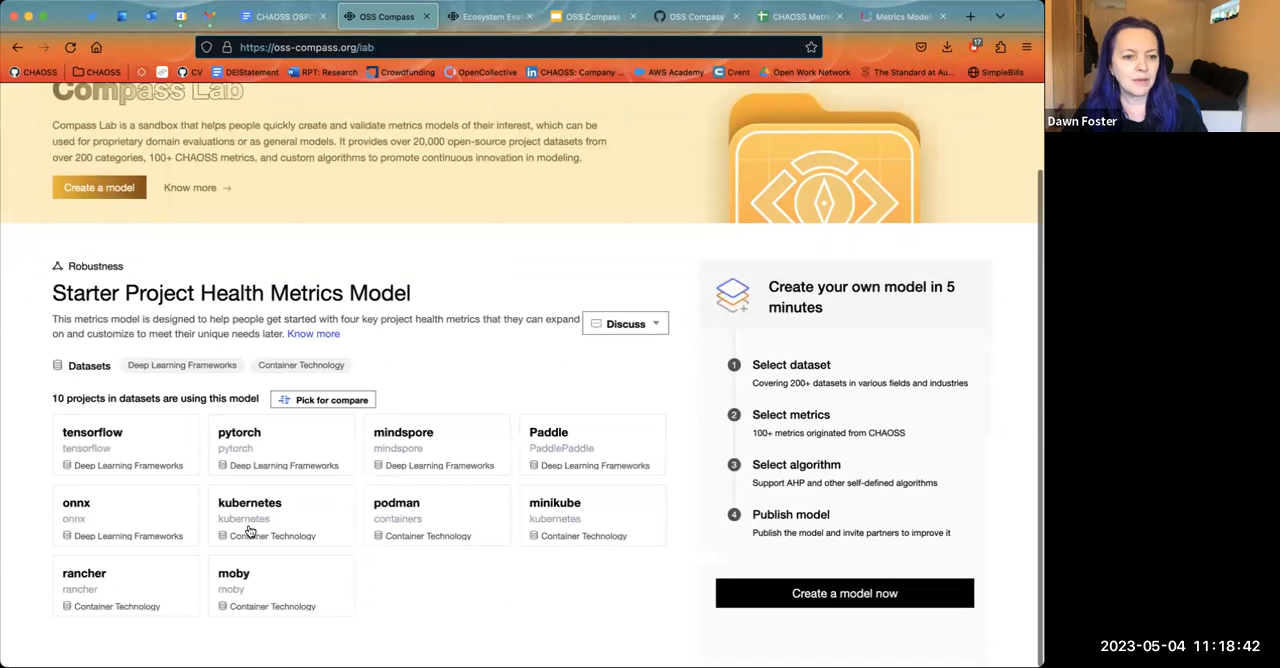 CHAOSS OSPO
OSS Compass
Ecosystem Eva
OSS Compass
OSS Compass
CHAOSS Metri
Metrics Model
https://oss-compass.org/lab
17
CHAOSS
CHAOSS
CV
DEIStatement
RPT: Research
Crowdfunding
OpenCollective
CHAOSS: Company ...
AWS Academy
Cvent
Open Work Network
The Standard at Au...
SimpleBills
Compass Lab
Compass Lab is a sandbox that helps people quickly create and validate metrics models of their interest, which can be
used for proprietary domain evaluations or as general models. It provides over 20,000 open-source project datasets from
over 200 categories, 100+ CHAOSS metrics, and custom algorithms to promote continuous innovation in modeling.
Create a model
Know more →
Robustness
Starter Project Health Metrics Model
This metrics model is designed to help people get started with four key project health metrics that they can expand
on and customize to meet their unique needs later. Know more
Discuss
Datasets
Deep Learning Frameworks
Container Technology
10 projects in datasets are using this model
Pick for compare
tensorflow
tensorflow
Deep Learning Frameworks
pytorch
pytorch
Deep Learning Frameworks
mindspore
mindspore
Deep Learning Frameworks
Paddle
PaddlePaddle
Deep Learning Frameworks
onnx
onnx
Deep Learning Frameworks
kubernetes
kubernetes
Container Technology
podman
containers
Container Technology
minikube
kubernetes
Container Technology
rancher
rancher
Container Technology
moby
moby
Container Technology
Create your own model in 5
minutes
1 Select dataset
Covering 200+ datasets in various fields and industries
2 Select metrics
100+ metrics originated from CHAOSS
3 Select algorithm
Support AHP and other self-defined algorithms
4 Publish model
Publish the model and invite partners to improve it
Create a model now
Dawn Foster
2023-05-04 11:18:42